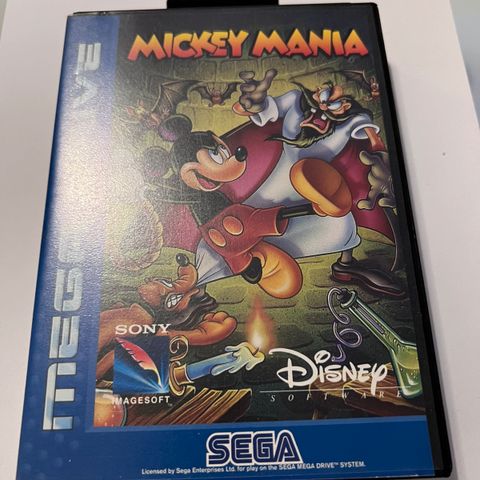 MICKEY MANIA
MEGA DRIVE
SONY
IMAGESOFT
Disney
SOFTWARE
SEGA
Licensed by Sega Enterprises Ltd. for play on the SEGA MEGA DRIVE™ SYSTEM.